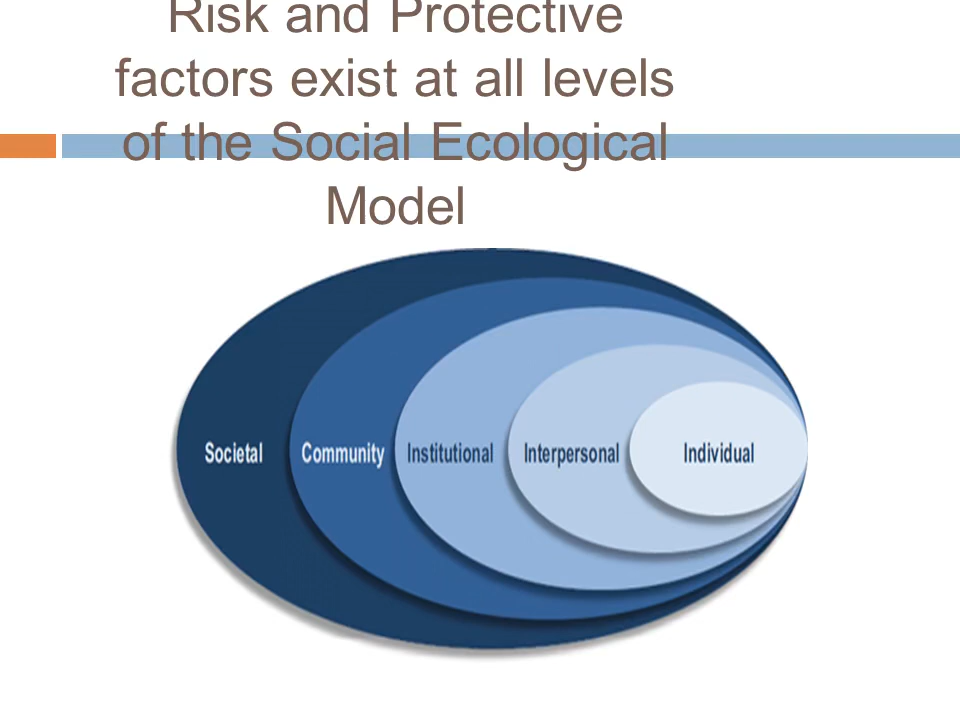 Risk and Protective
factors exist at all levels
of the Social Ecological
Model
Societal Community Institutional Interpersonal Individual